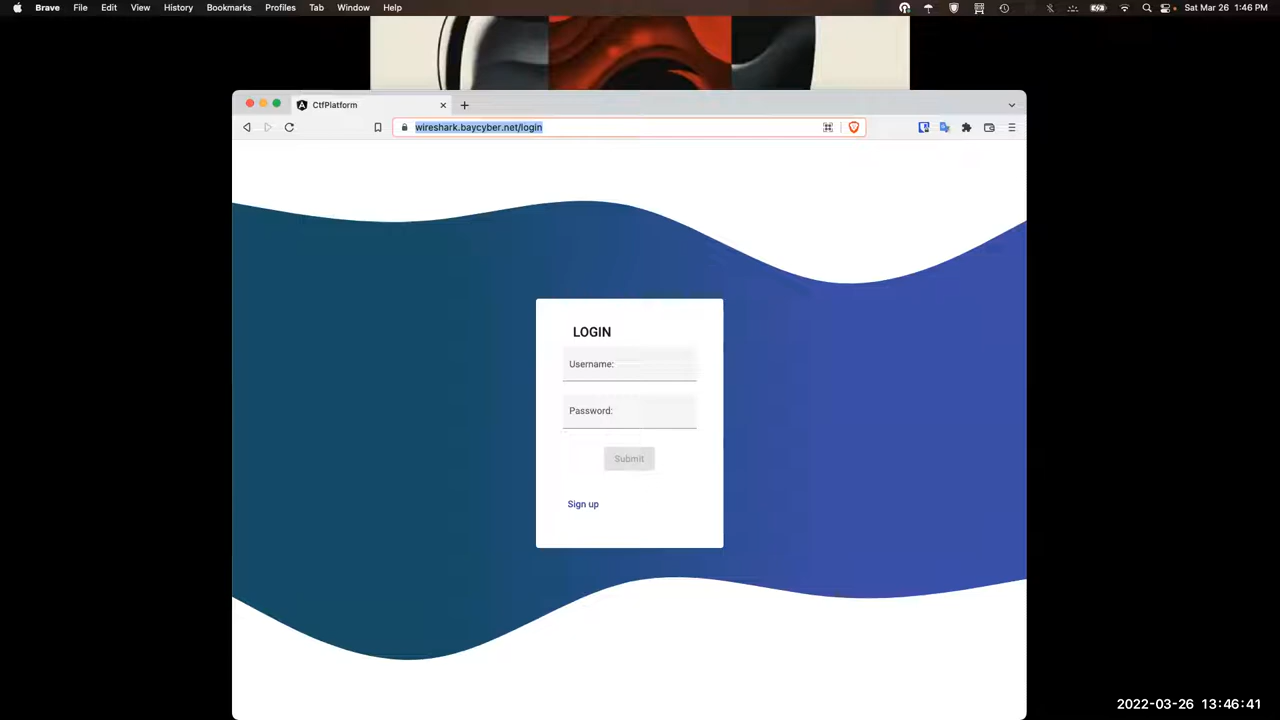 Brave File Edit View History Bookmarks Profiles Tab Window Help Sat Mar 26 1:46 PM
CtfPlatform
wireshark.baycyber.net/login
LOGIN
Username:
Password:
Submit
Sign up
2022-03-26 13:46:41